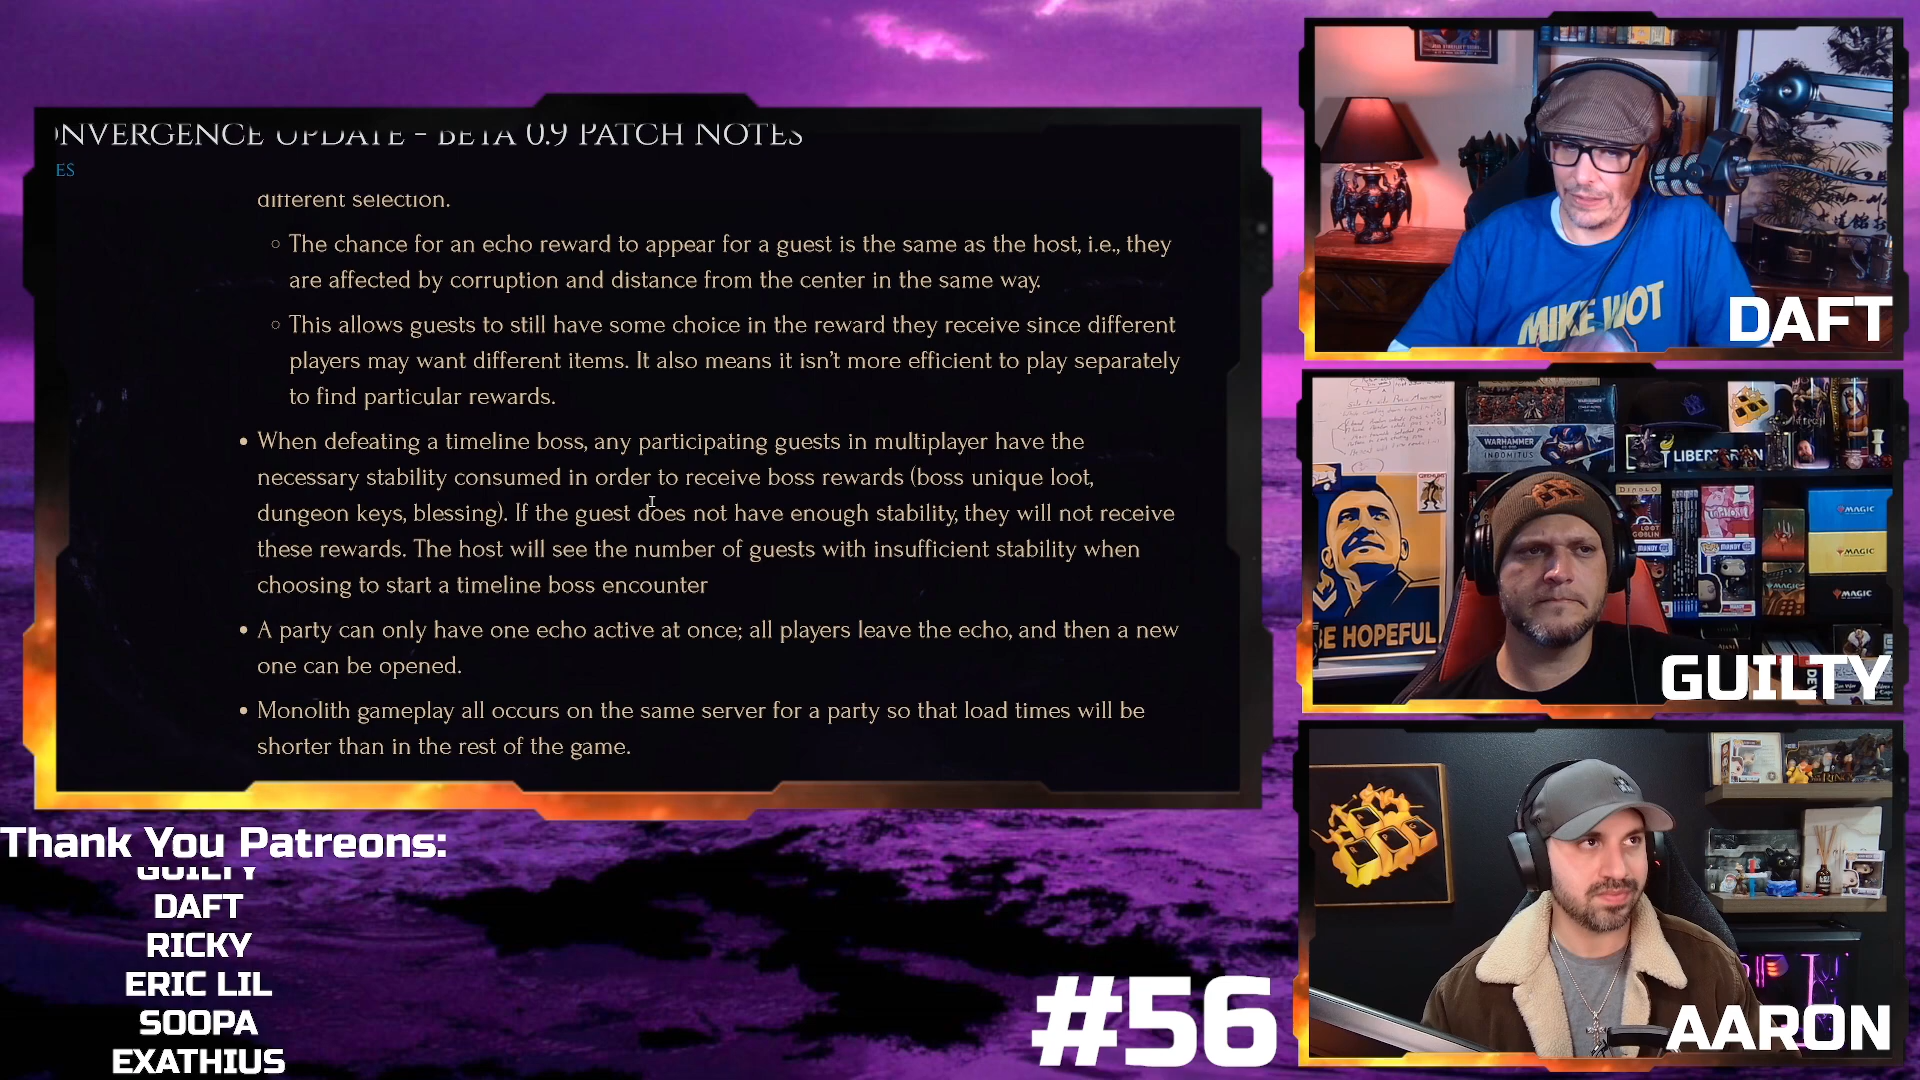 ONVERGENCE UPDATE – BETA 0.9 PATCH NOTES
ES
different selection.
◦ The chance for an echo reward to appear for a guest is the same as the host, i.e., they
are affected by corruption and distance from the center in the same way.
◦ This allows guests to still have some choice in the reward they receive since different
players may want different items. It also means it isn’t more efficient to play separately
to find particular rewards.
• When defeating a timeline boss, any participating guests in multiplayer have the
necessary stability consumed in order to receive boss rewards (boss unique loot,
dungeon keys, blessing). If the guest does not have enough stability, they will not receive
these rewards. The host will see the number of guests with insufficient stability when
choosing to start a timeline boss encounter
• A party can only have one echo active at once; all players leave the echo, and then a new
one can be opened.
• Monolith gameplay all occurs on the same server for a party so that load times will be
shorter than in the rest of the game.
Thank You Patreons:
GUILTY
DAFT
RICKY
ERIC LIL
SOOPA
EXATHIUS
#56
MIKE WOT
DAFT
WARHAMMER
INDOMITUS
LIBERTARIAN
DIABLO
LOOT
GOBLIN
MANDY
MANDY
MAGIC
MAGIC
MAGIC
BE HOPEFUL
GUILTY
AARON